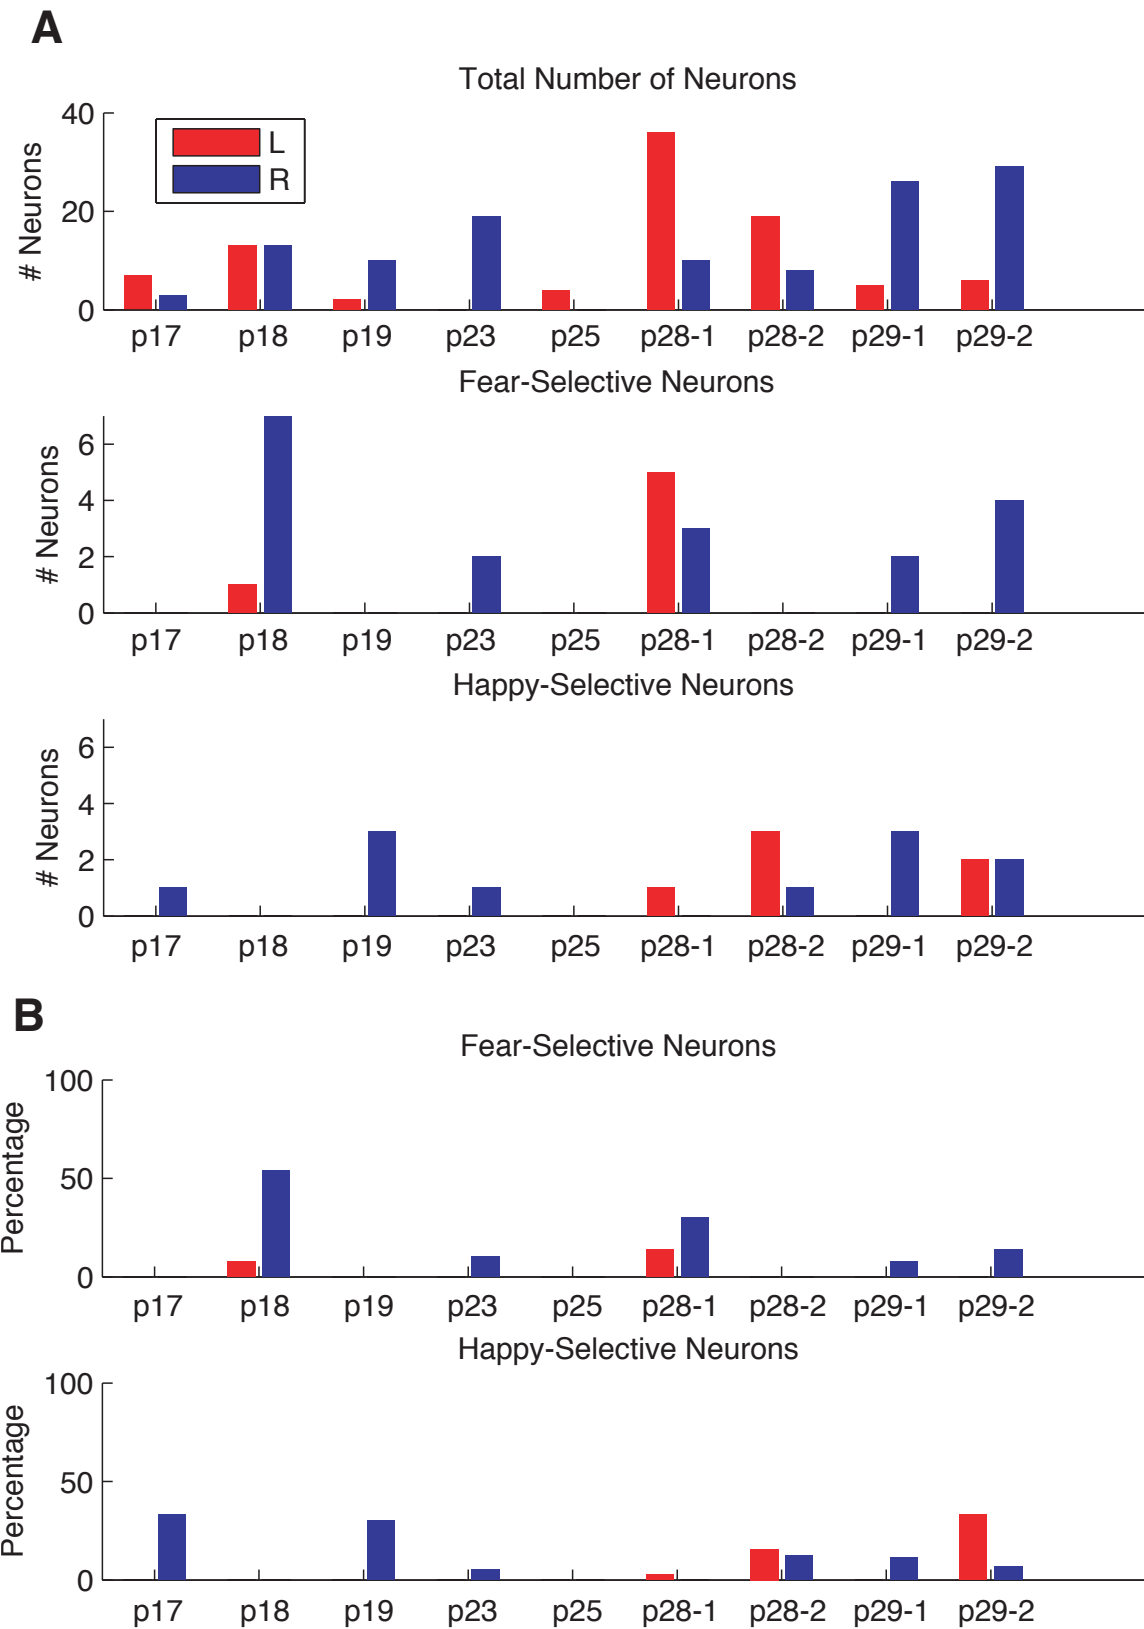 A
Total Number of Neurons
# Neurons
40
20
0
L
R
p17 p18 p19 p23 p25 p28-1 p28-2 p29-1 p29-2
Fear-Selective Neurons
# Neurons
6
4
2
0
p17 p18 p19 p23 p25 p28-1 p28-2 p29-1 p29-2
Happy-Selective Neurons
# Neurons
6
4
2
0
p17 p18 p19 p23 p25 p28-1 p28-2 p29-1 p29-2
B
Fear-Selective Neurons
Percentage
100
50
0
p17 p18 p19 p23 p25 p28-1 p28-2 p29-1 p29-2
Happy-Selective Neurons
Percentage
100
50
0
p17 p18 p19 p23 p25 p28-1 p28-2 p29-1 p29-2